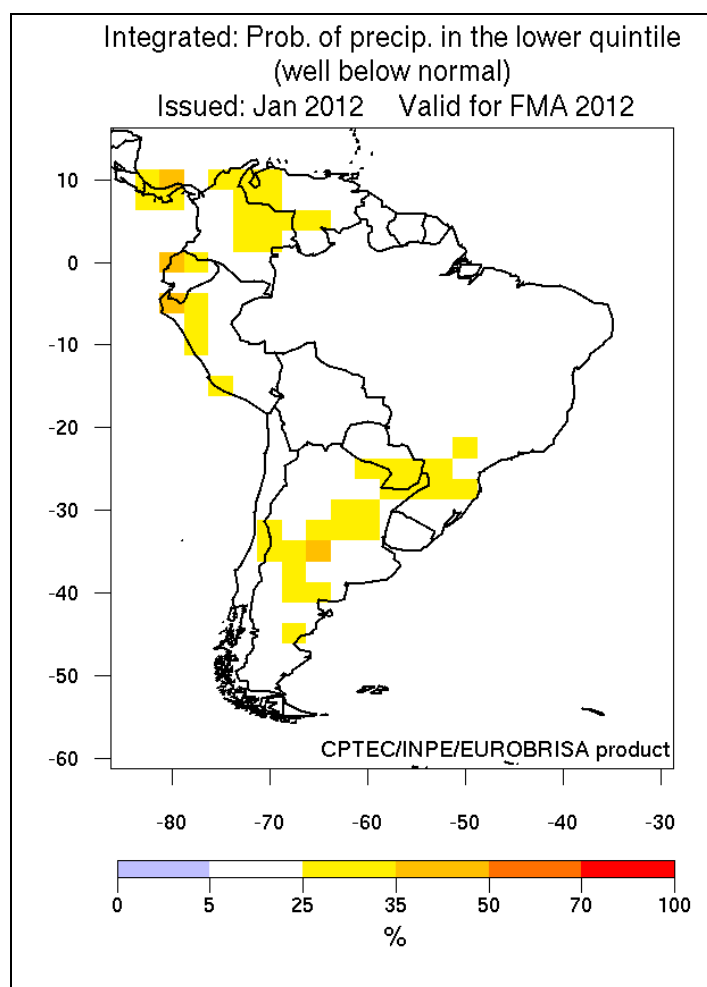 Integrated: Prob. of precip. in the lower quintile
(well below normal)
Issued: Jan 2012 Valid for FMA 2012
10
0
-10
-20
-30
-40
-50
-60
CPTEC/INPE/EUROBRISA product
-80 -70 -60 -50 -40 -30
0 5 25 35 50 70 100
%